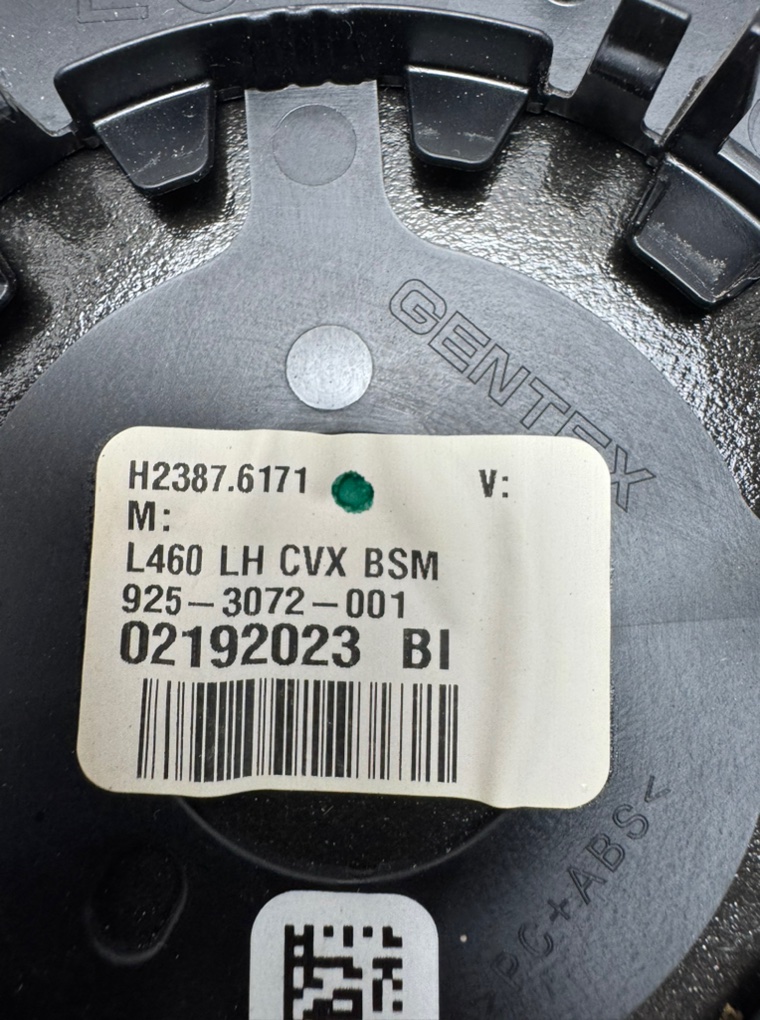 GENTEX
H2387.6171 V:
M:
L460 LH CVX BSM
925-3072-001
02192023 BI
>PC+ABS<